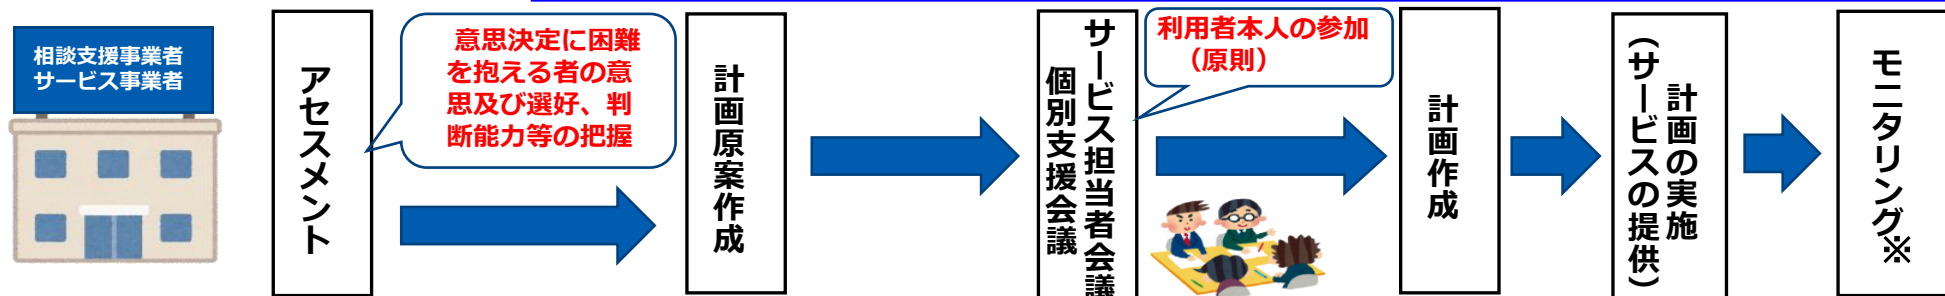 相談支援事業者
サービス事業者
アセスメント
意思決定に困難
を抱える者の意
思及び選好、判
断能力等の把握
計画原案作成
サービス担当者会議
個別支援会議
利用者本人の参加
（原則）
計画作成
計画の実施
（サービスの提供）
モニタリング※